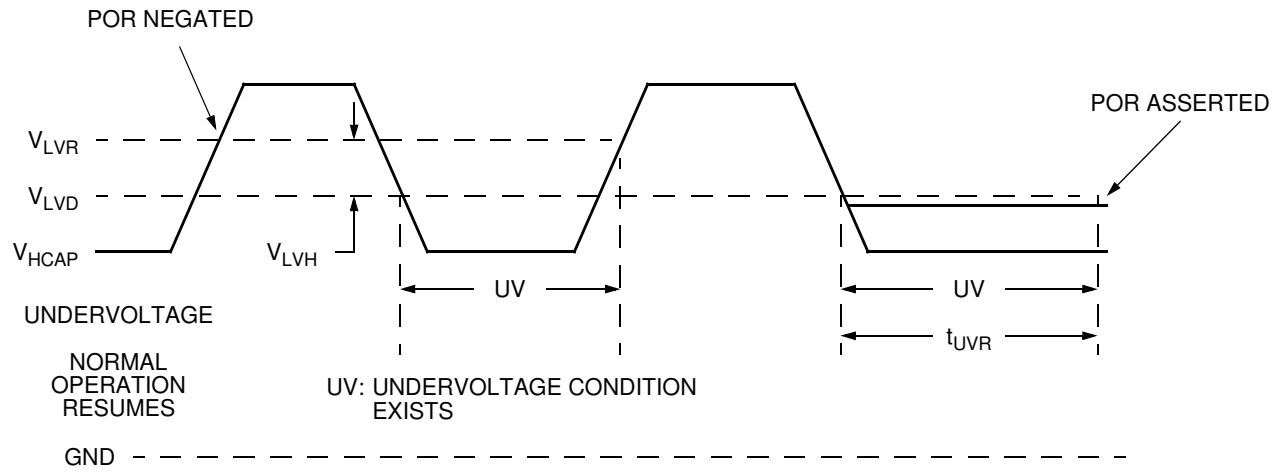 POR NEGATED
POR ASSERTED
VLVR
VLVD
VHCAP
VLVH
UV
UV
tUVR
UNDERVOLTAGE
NORMAL
OPERATION
RESUMES
UV: UNDERVOLTAGE CONDITION
EXISTS
GND